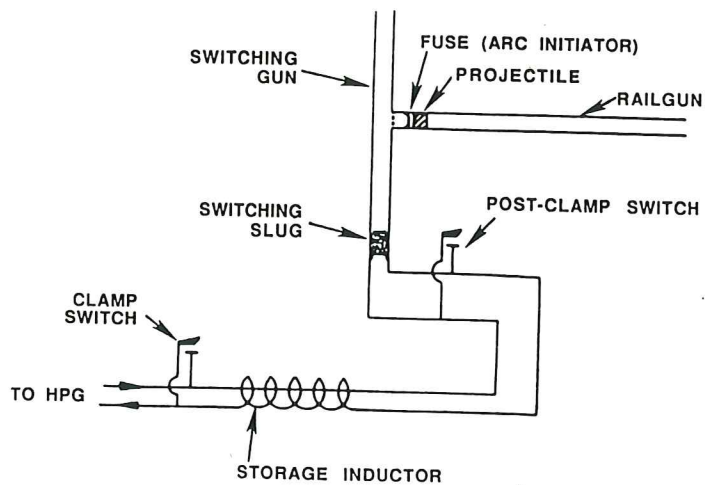 SWITCHING
GUN
FUSE (ARC INITIATOR)
PROJECTILE
RAILGUN
SWITCHING
SLUG
POST-CLAMP SWITCH
CLAMP
SWITCH
TO HPG
STORAGE INDUCTOR